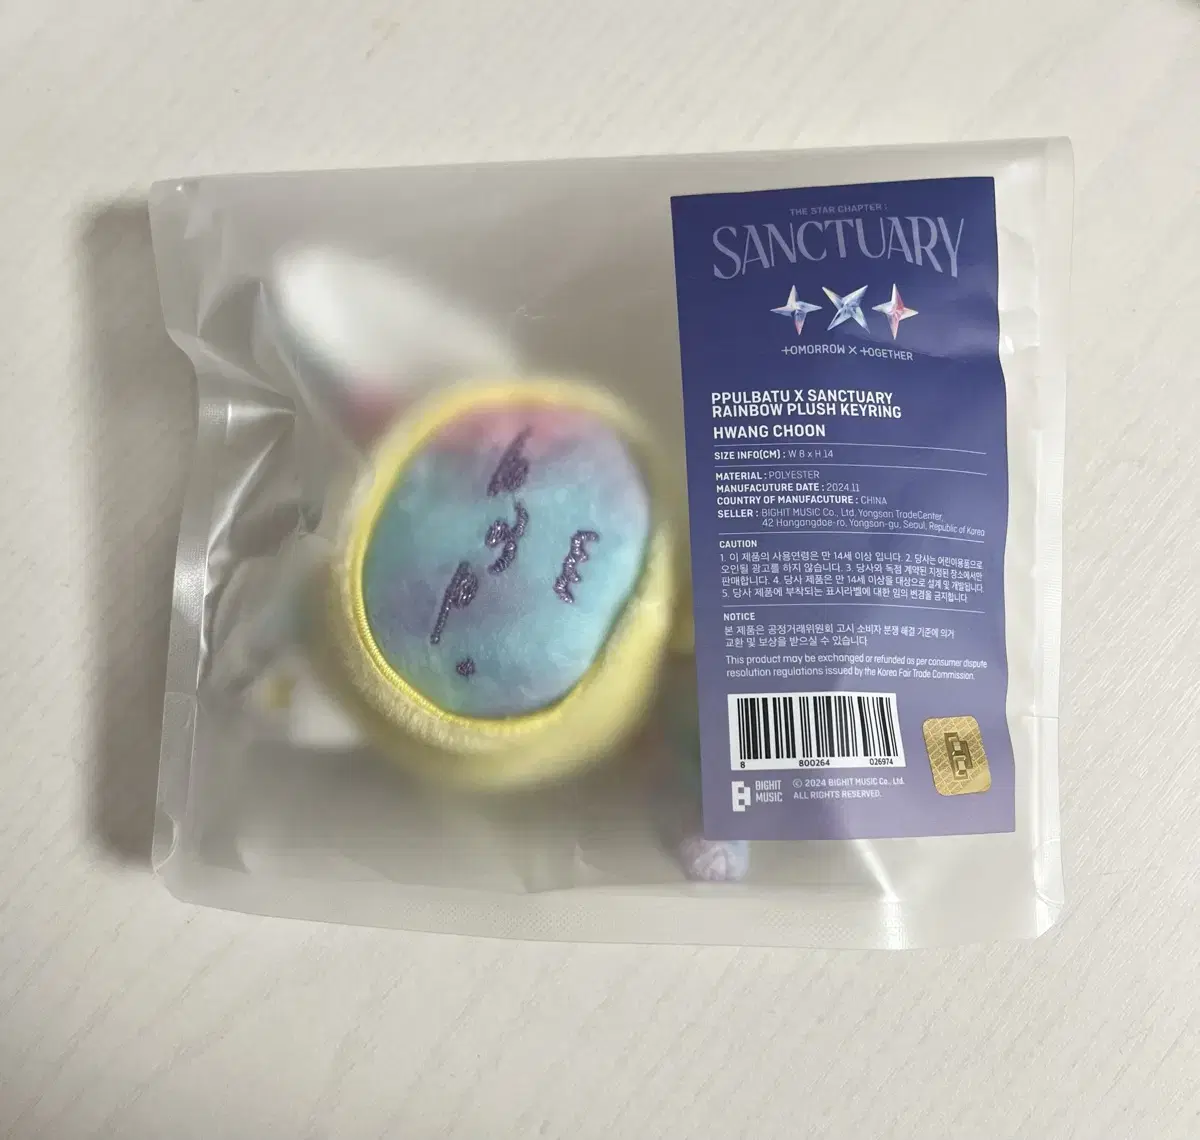 THE STAR CHAPTER :
SANCTUARY
TOMORROW X TOGETHER
PPULBATU X SANCTUARY
RAINBOW PLUSH KEYRING
HWANG CHOON
SIZE INFO(CM) : W 8 x H 14
MATERIAL : POLYESTER
MANUFACUTURE DATE : 2024.11
COUNTRY OF MANUFACUTURE : CHINA
SELLER : BIGHIT MUSIC Co., Ltd. Yongsan TradeCenter,
42 Hangangdae-ro, Yongsan-gu, Seoul, Republic of Korea
CAUTION
1. 이 제품의 사용연령은 만 14세 이상 입니다. 2. 당사는 어린이용품으로
오인될 광고를 하지 않습니다. 3. 당사와 독점 계약된 지정된 장소에서만
판매합니다. 4. 당사 제품은 만 14세 이상을 대상으로 설계 및 개발됩니다.
5. 당사 제품에 부착되는 표시라벨에 대한 임의 변경을 금지합니다.
NOTICE
본 제품은 공정거래위원회 고시 소비자 분쟁 해결 기준에 의거
교환 및 보상을 받으실 수 있습니다
This product may be exchanged or refunded as per consumer dispute
resolution regulations issued by the Korea Fair Trade Commission.
8 800264 026974
BIGHIT
MUSIC
© 2024 BIGHIT MUSIC Co., Ltd.
ALL RIGHTS RESERVED.